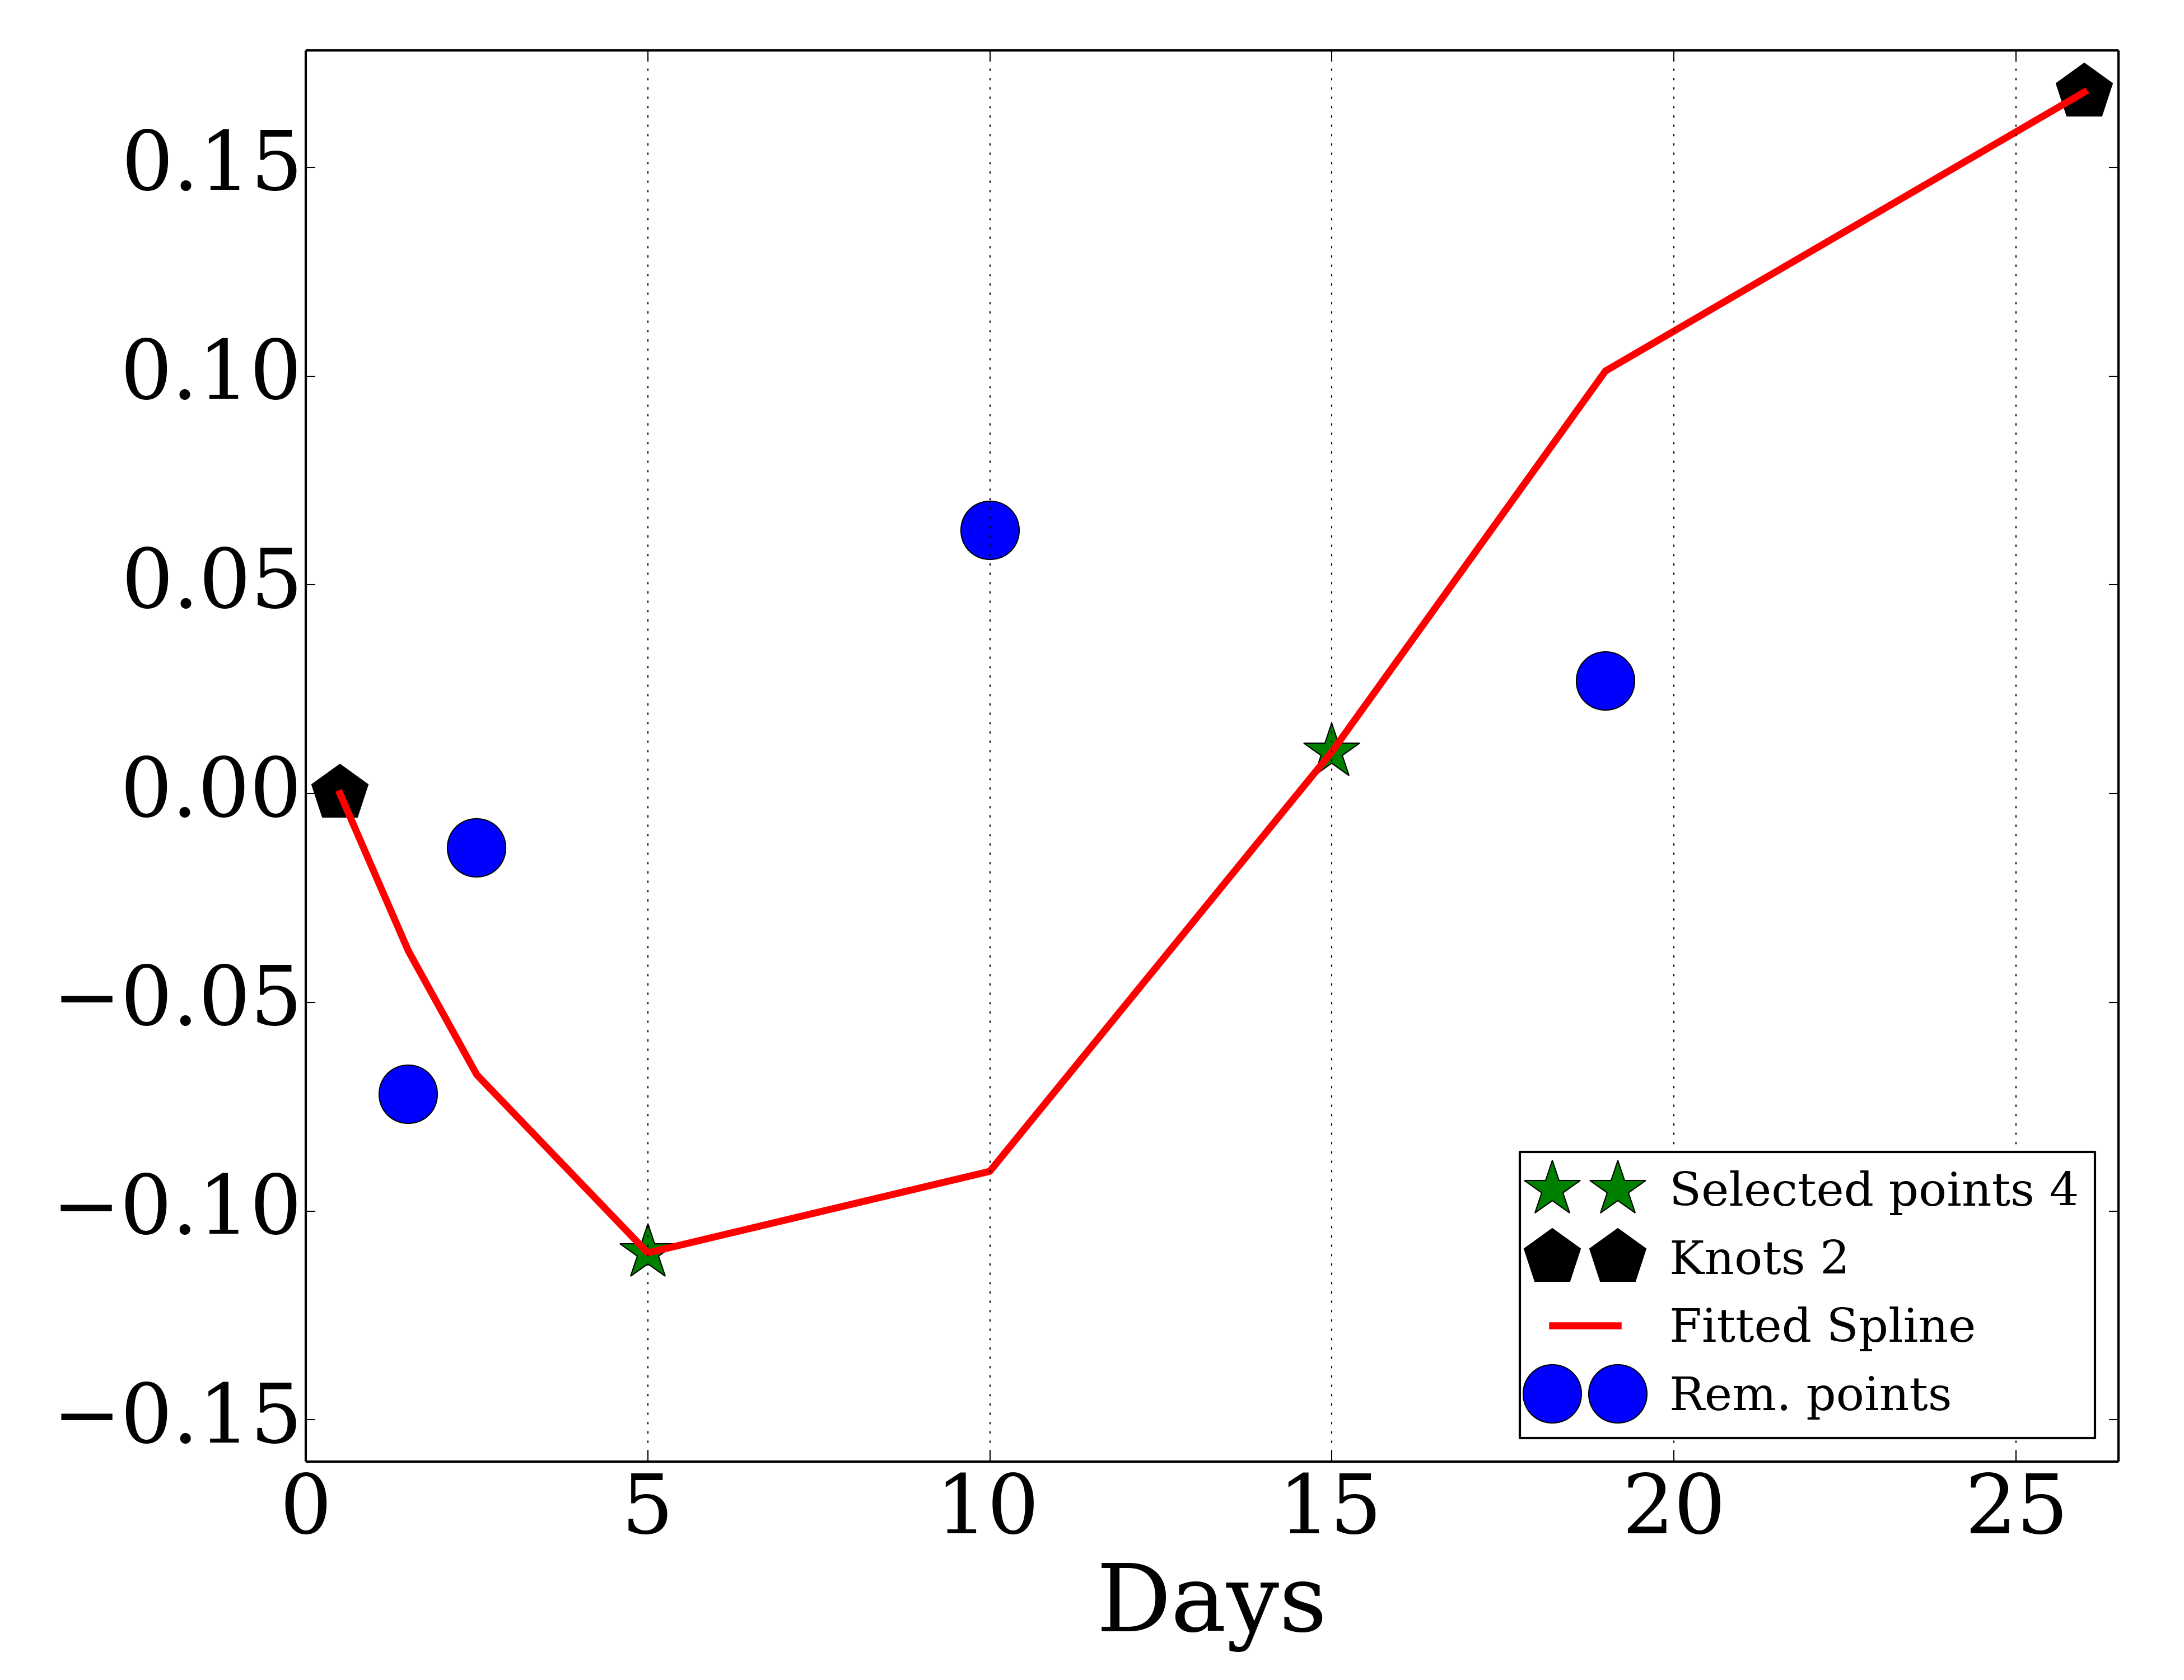 0.15
0.10
0.05
0.00
−0.05
−0.10
−0.15
0 5 10 15 20 25
Days
Selected points 4
Knots 2
Fitted Spline
Rem. points